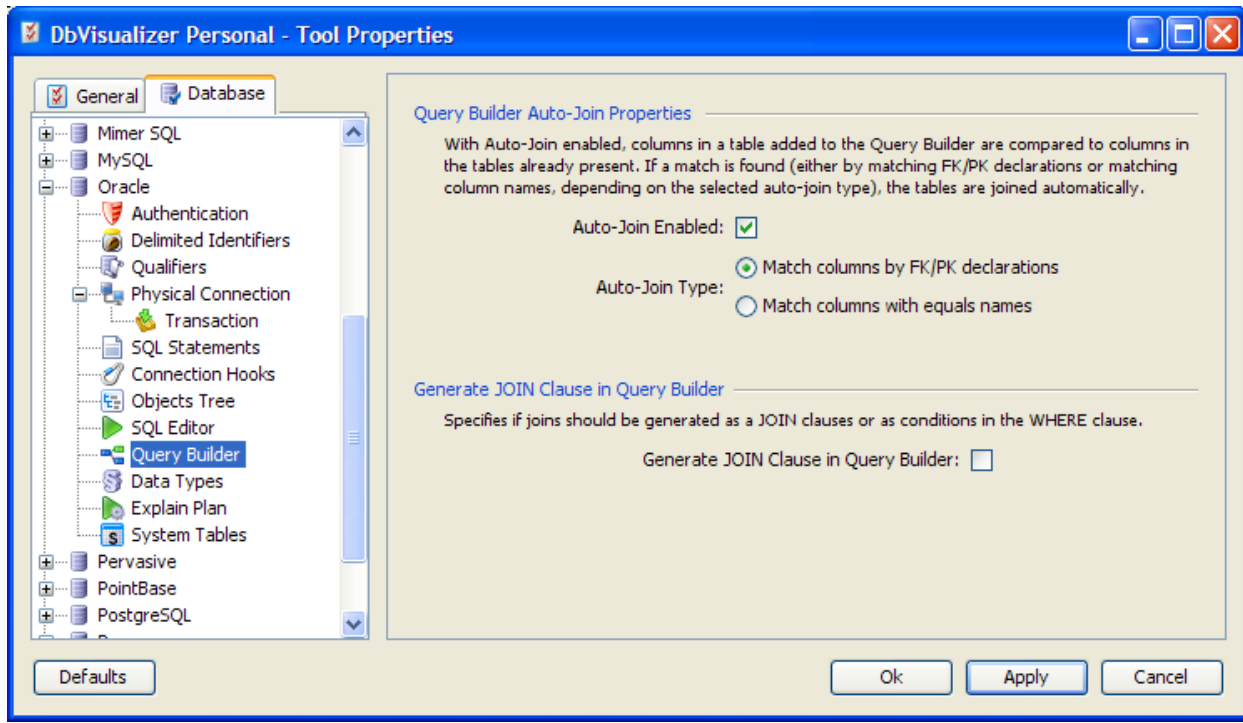 DbVisualizer Personal - Tool Properties
General
Database
Mimer SQL
MySQL
Oracle
Authentication
Delimited Identifiers
Qualifiers
Physical Connection
Transaction
SQL Statements
Connection Hooks
Objects Tree
SQL Editor
Query Builder
Data Types
Explain Plan
System Tables
Pervasive
PointBase
PostgreSQL
Query Builder Auto-Join Properties
With Auto-Join enabled, columns in a table added to the Query Builder are compared to columns in
the tables already present. If a match is found (either by matching FK/PK declarations or matching
column names, depending on the selected auto-join type), the tables are joined automatically.
Auto-Join Enabled:
Auto-Join Type:
Match columns by FK/PK declarations
Match columns with equals names
Generate JOIN Clause in Query Builder
Specifies if joins should be generated as a JOIN clauses or as conditions in the WHERE clause.
Generate JOIN Clause in Query Builder:
Defaults
Ok
Apply
Cancel